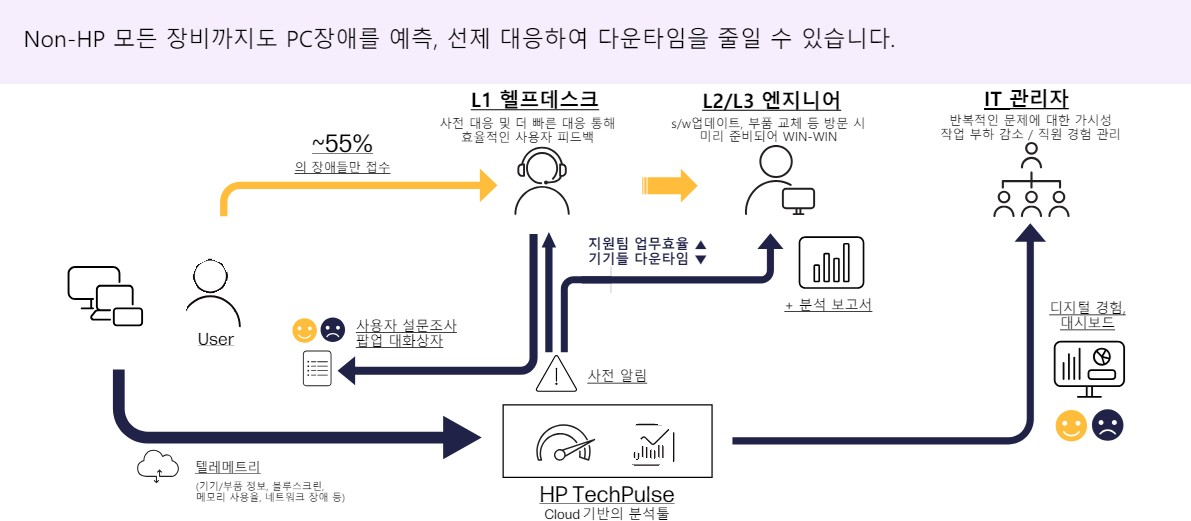 Non-HP 모든 장비까지도 PC장애를 예측, 선제 대응하여 다운타임을 줄일 수 있습니다.
L1 헬프데스크
사전 대응 및 더 빠른 대응 통해
효율적인 사용자 피드백
L2/L3 엔지니어
s/w업데이트, 부품 교체 등 방문 시
미리 준비되어 WIN-WIN
IT 관리자
반복적인 문제에 대한 가시성
작업 부하 감소 / 직원 경험 관리
~55%
의 장애들만 접수
지원팀 업무효율 ▲
기기들 다운타임 ▼
+ 분석 보고서
User
사용자 설문조사
팝업 대화상자
사전 알림
디지털 경험,
대시보드
텔레메트리
(기기/부품 정보, 블루스크린,
메모리 사용율, 네트워크 장애 등)
HP TechPulse
Cloud 기반의 분석툴